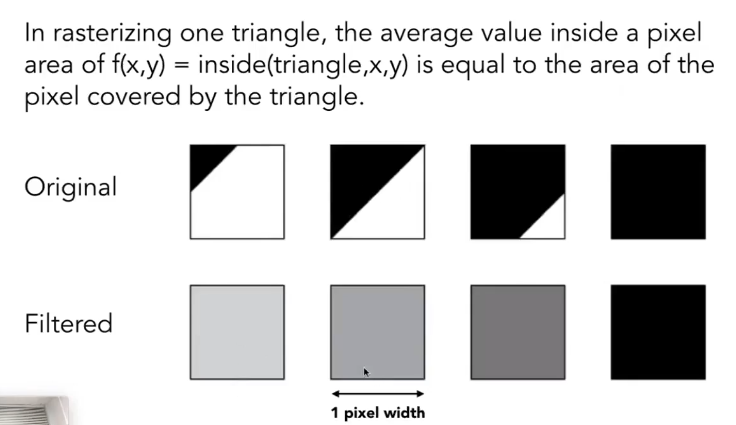 In rasterizing one triangle, the average value inside a pixel
area of f(x,y) = inside(triangle,x,y) is equal to the area of the
pixel covered by the triangle.
Original
Filtered
1 pixel width